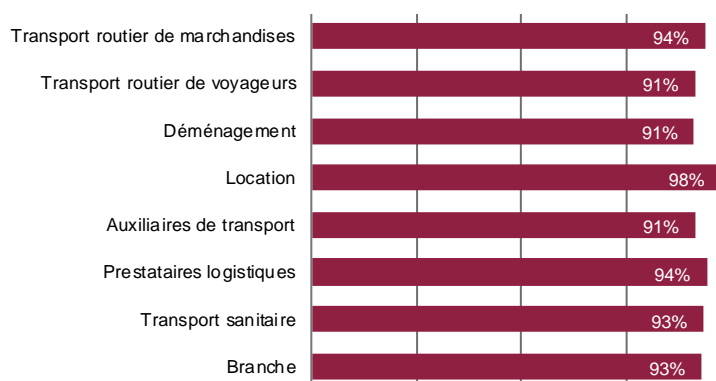 Transport routier de marchandises 94%
Transport routier de voyageurs 91%
Déménagement 91%
Location 98%
Auxiliaires de transport 91%
Prestataires logistiques 94%
Transport sanitaire 93%
Branche 93%